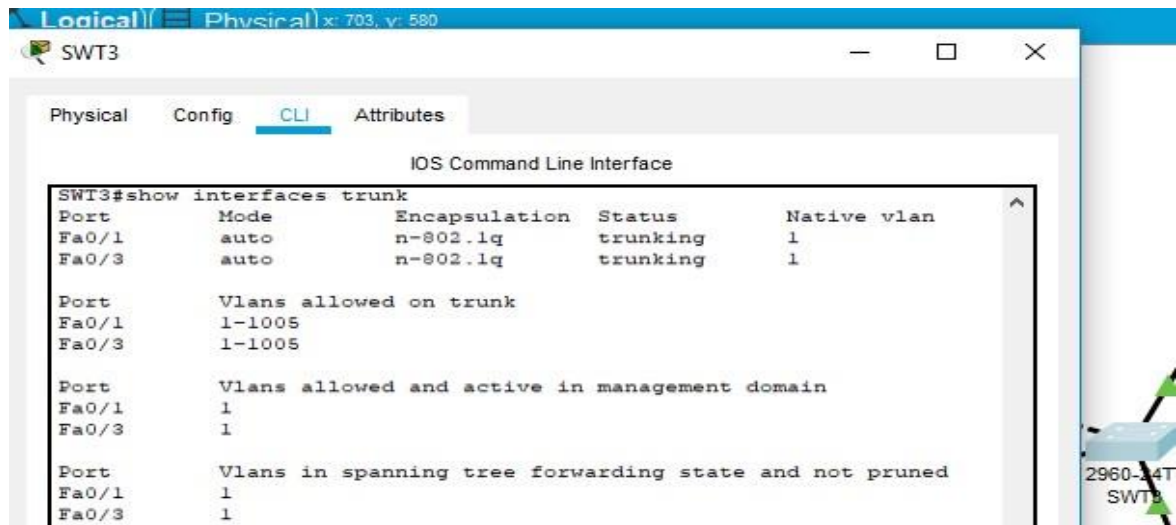 Logical Physical x: 703, y: 580
SWT3
Physical Config CLI Attributes
IOS Command Line Interface
SWT3#show interfaces trunk
Port Mode Encapsulation Status Native vlan
Fa0/1 auto n-802.1q trunking 1
Fa0/3 auto n-802.1q trunking 1
Port Vlans allowed on trunk
Fa0/1 1-1005
Fa0/3 1-1005
Port Vlans allowed and active in management domain
Fa0/1 1
Fa0/3 1
Port Vlans in spanning tree forwarding state and not pruned
Fa0/1 1
Fa0/3 1
2960-24T
SWT3